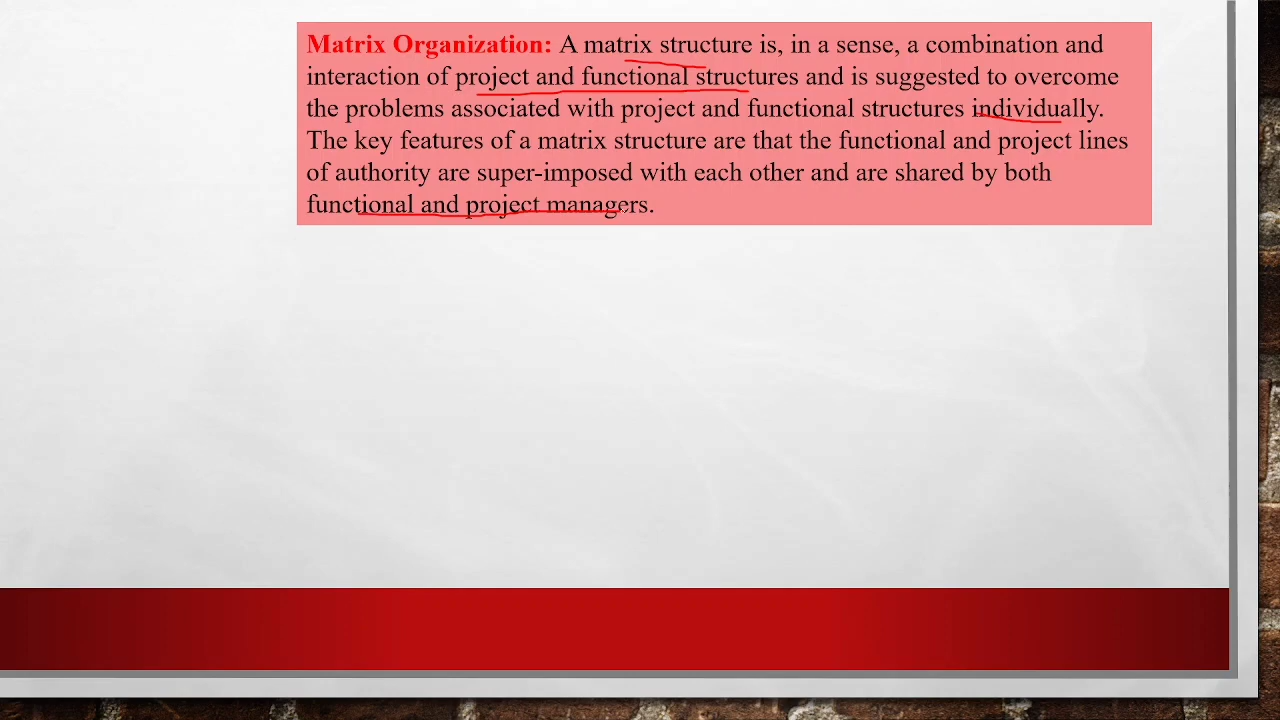 Matrix Organization: A matrix structure is, in a sense, a combination and
interaction of project and functional structures and is suggested to overcome
the problems associated with project and functional structures individually.
The key features of a matrix structure are that the functional and project lines
of authority are super-imposed with each other and are shared by both
functional and project managers.